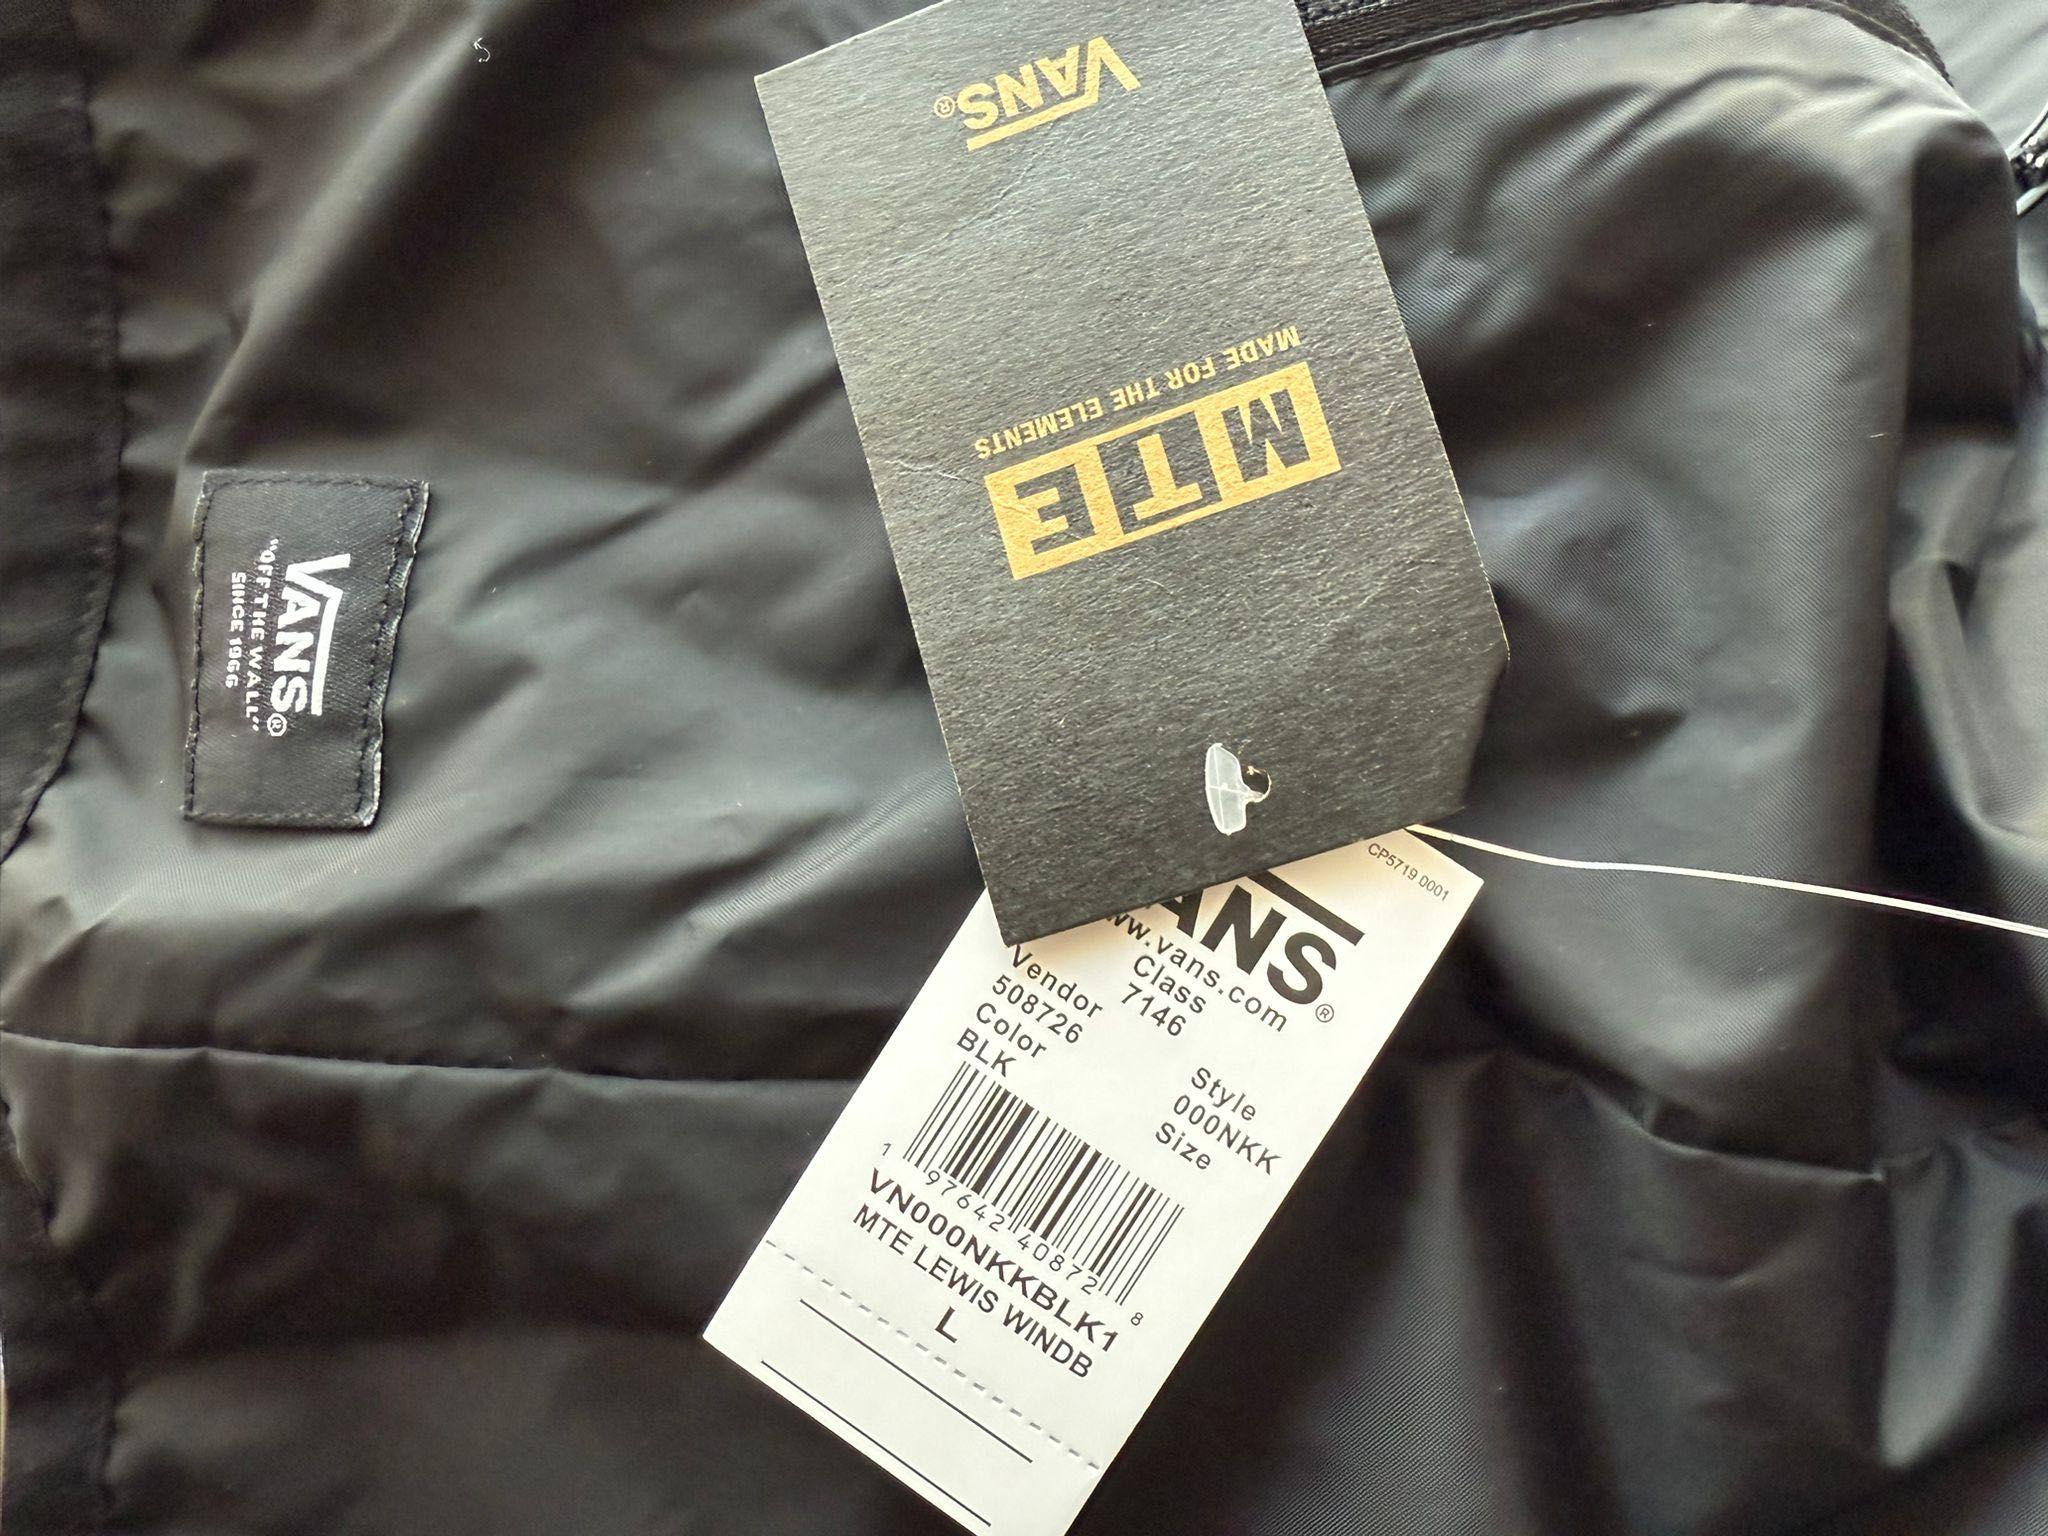 VANS®
MTE
MADE FOR THE ELEMENTS
VANS®
"OFF THE WALL"
SINCE 1966
CP5719 0001
ANS®
www.vans.com
Vendor Class
508726 7146
Color Style
BLK 000NKK
Size
1 97642 40872 8
VN000NKKBLK1
MTE LEWIS WINDB
L